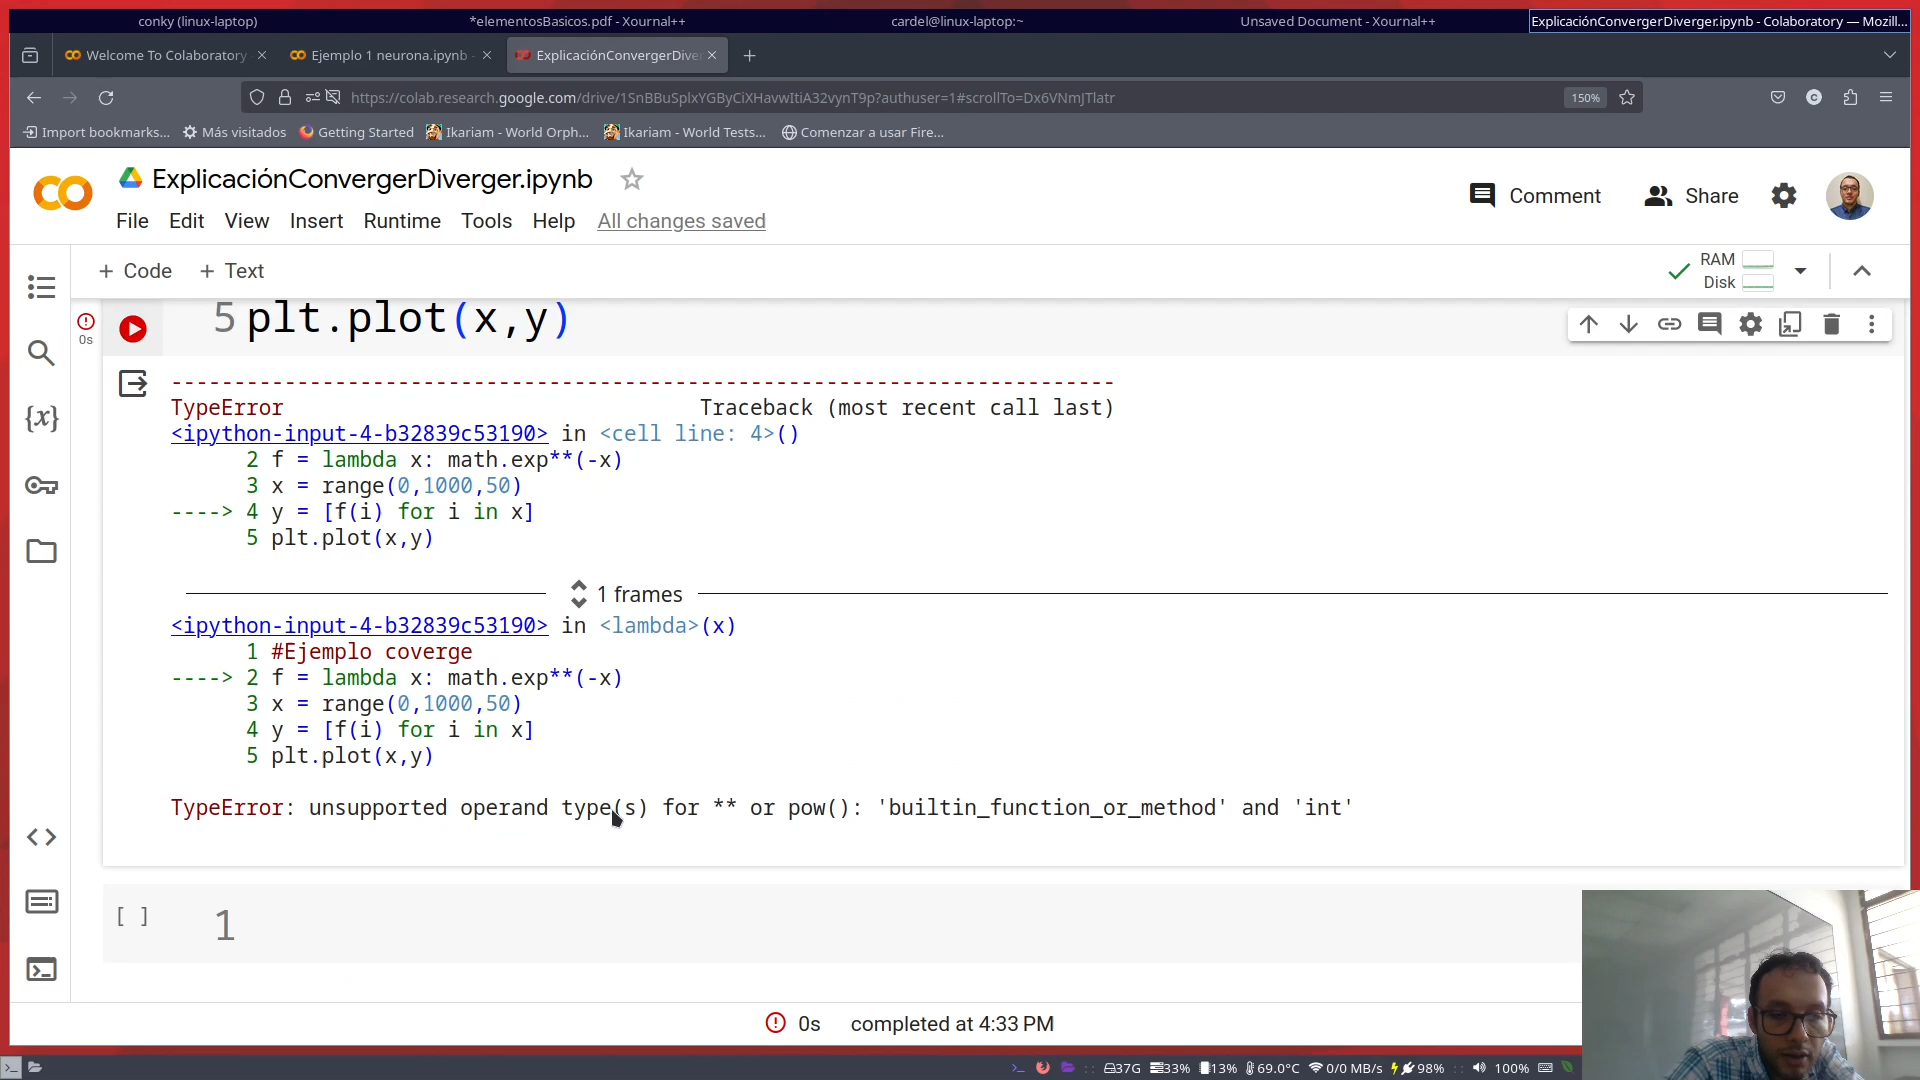 conky (linux-laptop) *elementosBasicos.pdf - Xournal++ cardel@linux-laptop:~ Unsaved Document - Xournal++ ExplicaciónConvergerDiverger.ipynb - Colaboratory — Mozill...
Welcome To Colaboratory Ejemplo 1 neurona.ipynb - ExplicaciónConvergerDive
https://colab.research.google.com/drive/1SnBBuSplxYGByCiXHavwItiA32vynT9p?authuser=1#scrollTo=Dx6VNmJTlatr 150%
Import bookmarks... Más visitados Getting Started Ikariam - World Orph... Ikariam - World Tests... Comenzar a usar Fire...
ExplicaciónConvergerDiverger.ipynb
Comment Share
File Edit View Insert Runtime Tools Help All changes saved
+ Code + Text
RAM
Disk
5 plt.plot(x,y)
0s
---------------------------------------------------------------------------
TypeError Traceback (most recent call last)
<ipython-input-4-b32839c53190> in <cell line: 4>()
2 f = lambda x: math.exp**(-x)
3 x = range(0,1000,50)
----> 4 y = [f(i) for i in x]
5 plt.plot(x,y)
1 frames
<ipython-input-4-b32839c53190> in <lambda>(x)
1 #Ejemplo coverge
----> 2 f = lambda x: math.exp**(-x)
3 x = range(0,1000,50)
4 y = [f(i) for i in x]
5 plt.plot(x,y)
TypeError: unsupported operand type(s) for ** or pow(): 'builtin_function_or_method' and 'int'
[ ] 1
0s completed at 4:33 PM
37G 33% 13% 69.0°C 0/0 MB/s 98% 100%